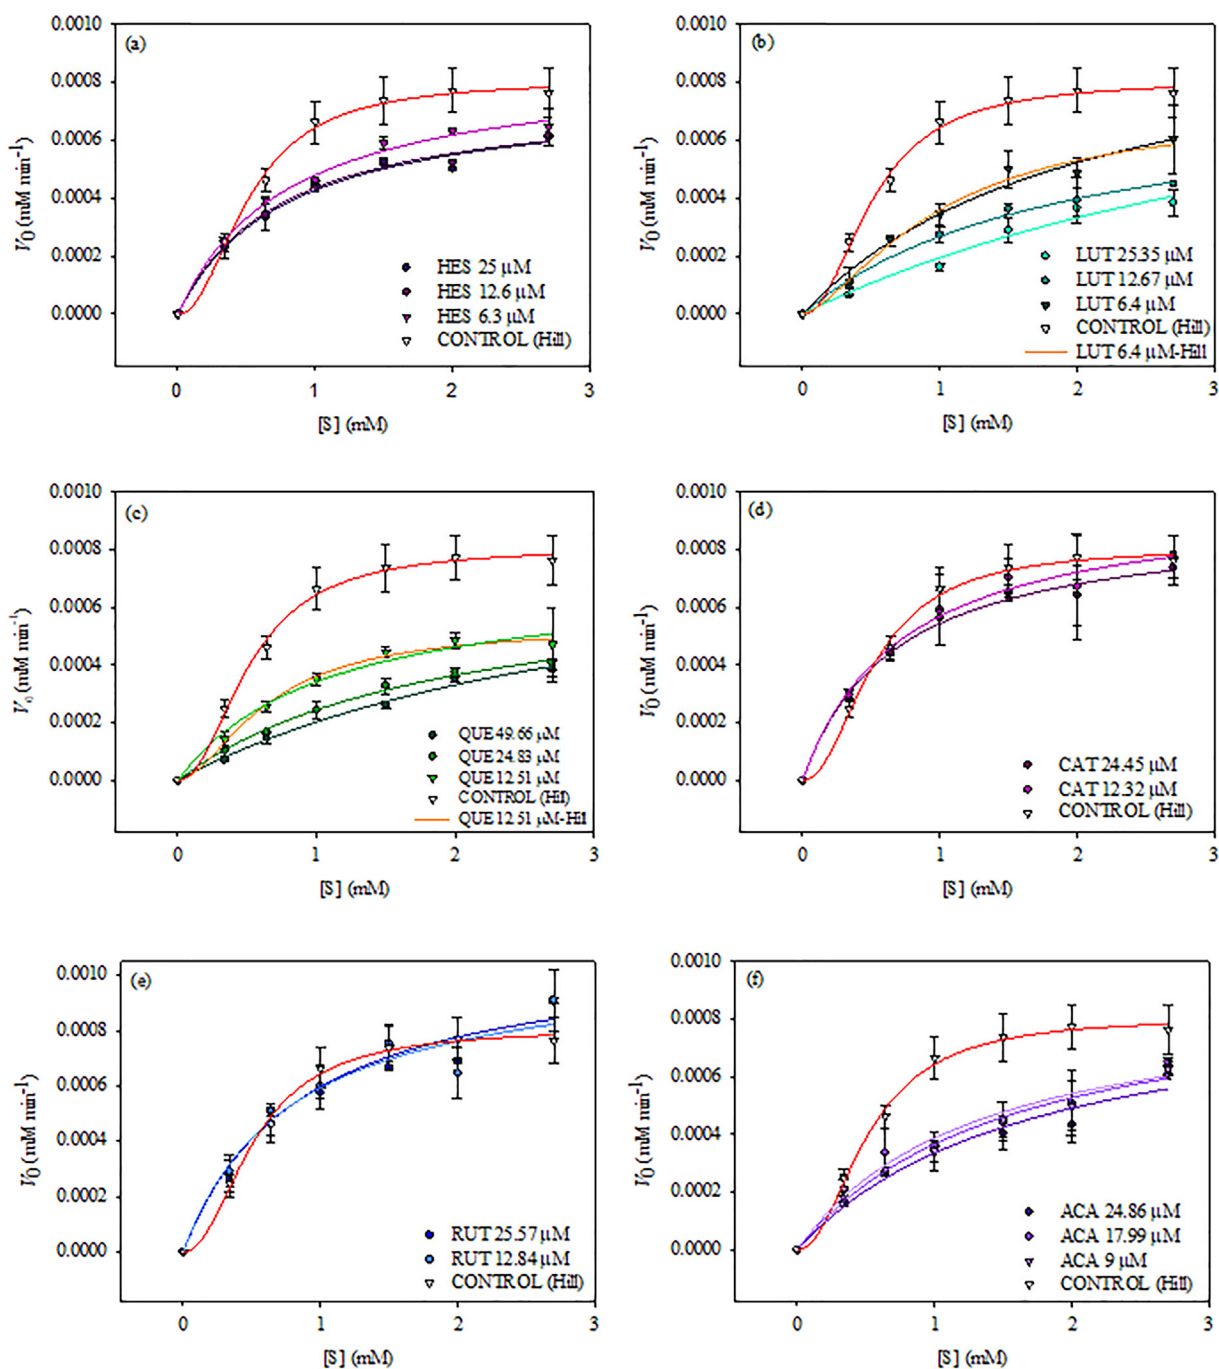 (a)
0.0010
0.0008
0.0006
0.0004
0.0002
0.0000
V0 (mM min-1)
HES 25 µM
HES 12.6 µM
HES 6.3 µM
CONTROL (Hill)
0 1 2 3
[S] (mM)
(b)
0.0010
0.0008
0.0006
0.0004
0.0002
0.0000
V0 (mM min-1)
LUT 25.35 µM
LUT 12.67 µM
LUT 6.4 µM
CONTROL (Hill)
LUT 6.4 µM-Hill
0 1 2 3
[S] (mM)
(c)
0.0010
0.0008
0.0006
0.0004
0.0002
0.0000
V0 (mM min-1)
QUE 49.66 µM
QUE 24.83 µM
QUE 12.51 µM
CONTROL (Hill)
QUE 12.51 µM-Hill
0 1 2 3
[S] (mM)
(d)
0.0010
0.0008
0.0006
0.0004
0.0002
0.0000
V0 (mM min-1)
CAT 24.45 µM
CAT 12.32 µM
CONTROL (Hill)
0 1 2 3
[S] (mM)
(e)
0.0010
0.0008
0.0006
0.0004
0.0002
0.0000
V0 (mM min-1)
RUT 25.57 µM
RUT 12.84 µM
CONTROL (Hill)
0 1 2 3
[S] (mM)
(f)
0.0010
0.0008
0.0006
0.0004
0.0002
0.0000
V0 (mM min-1)
ACA 24.86 µM
ACA 17.99 µM
ACA 9 µM
CONTROL (Hill)
0 1 2 3
[S] (mM)